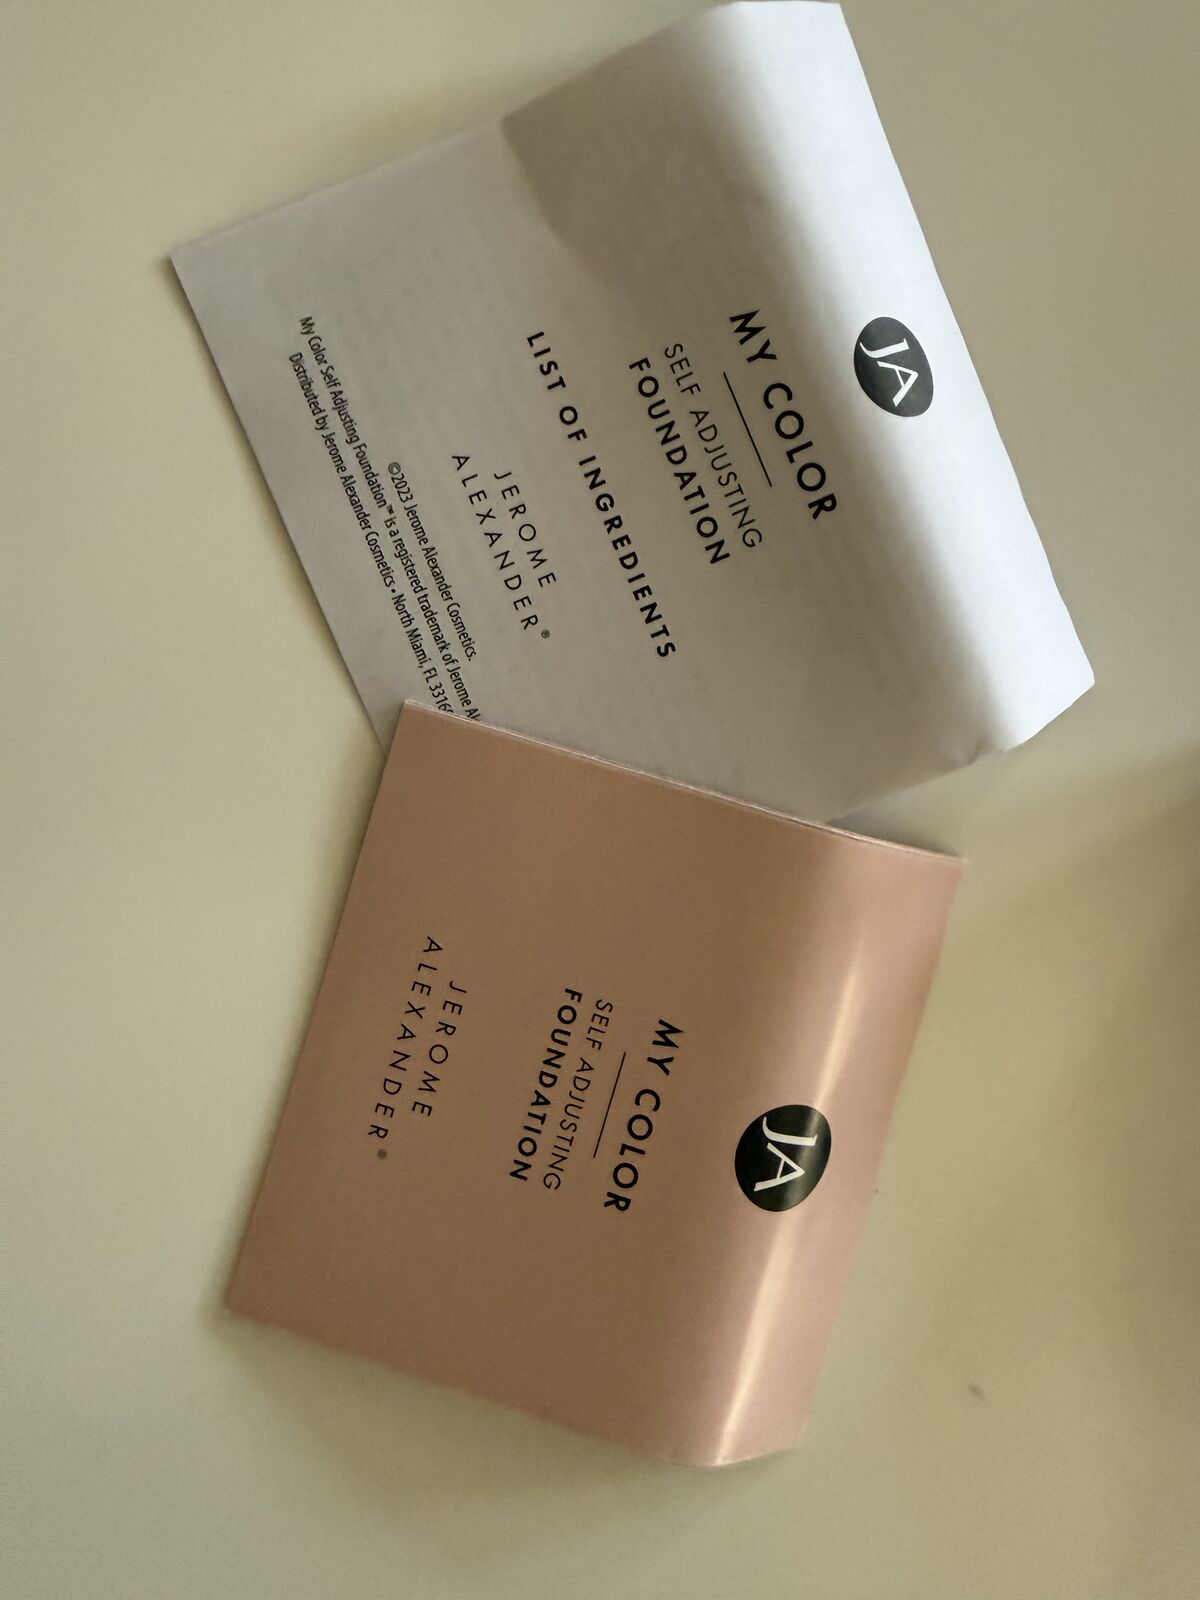 JA
MY COLOR
SELF ADJUSTING
FOUNDATION
LIST OF INGREDIENTS
JEROME
ALEXANDER®
©2023 Jerome Alexander Cosmetics.
My Color Self Adjusting Foundation™ is a registered trademark of Jerome
Distributed by Jerome Alexander Cosmetics • North Miami, FL
JA
MY COLOR
SELF ADJUSTING
FOUNDATION
JEROME
ALEXANDER®